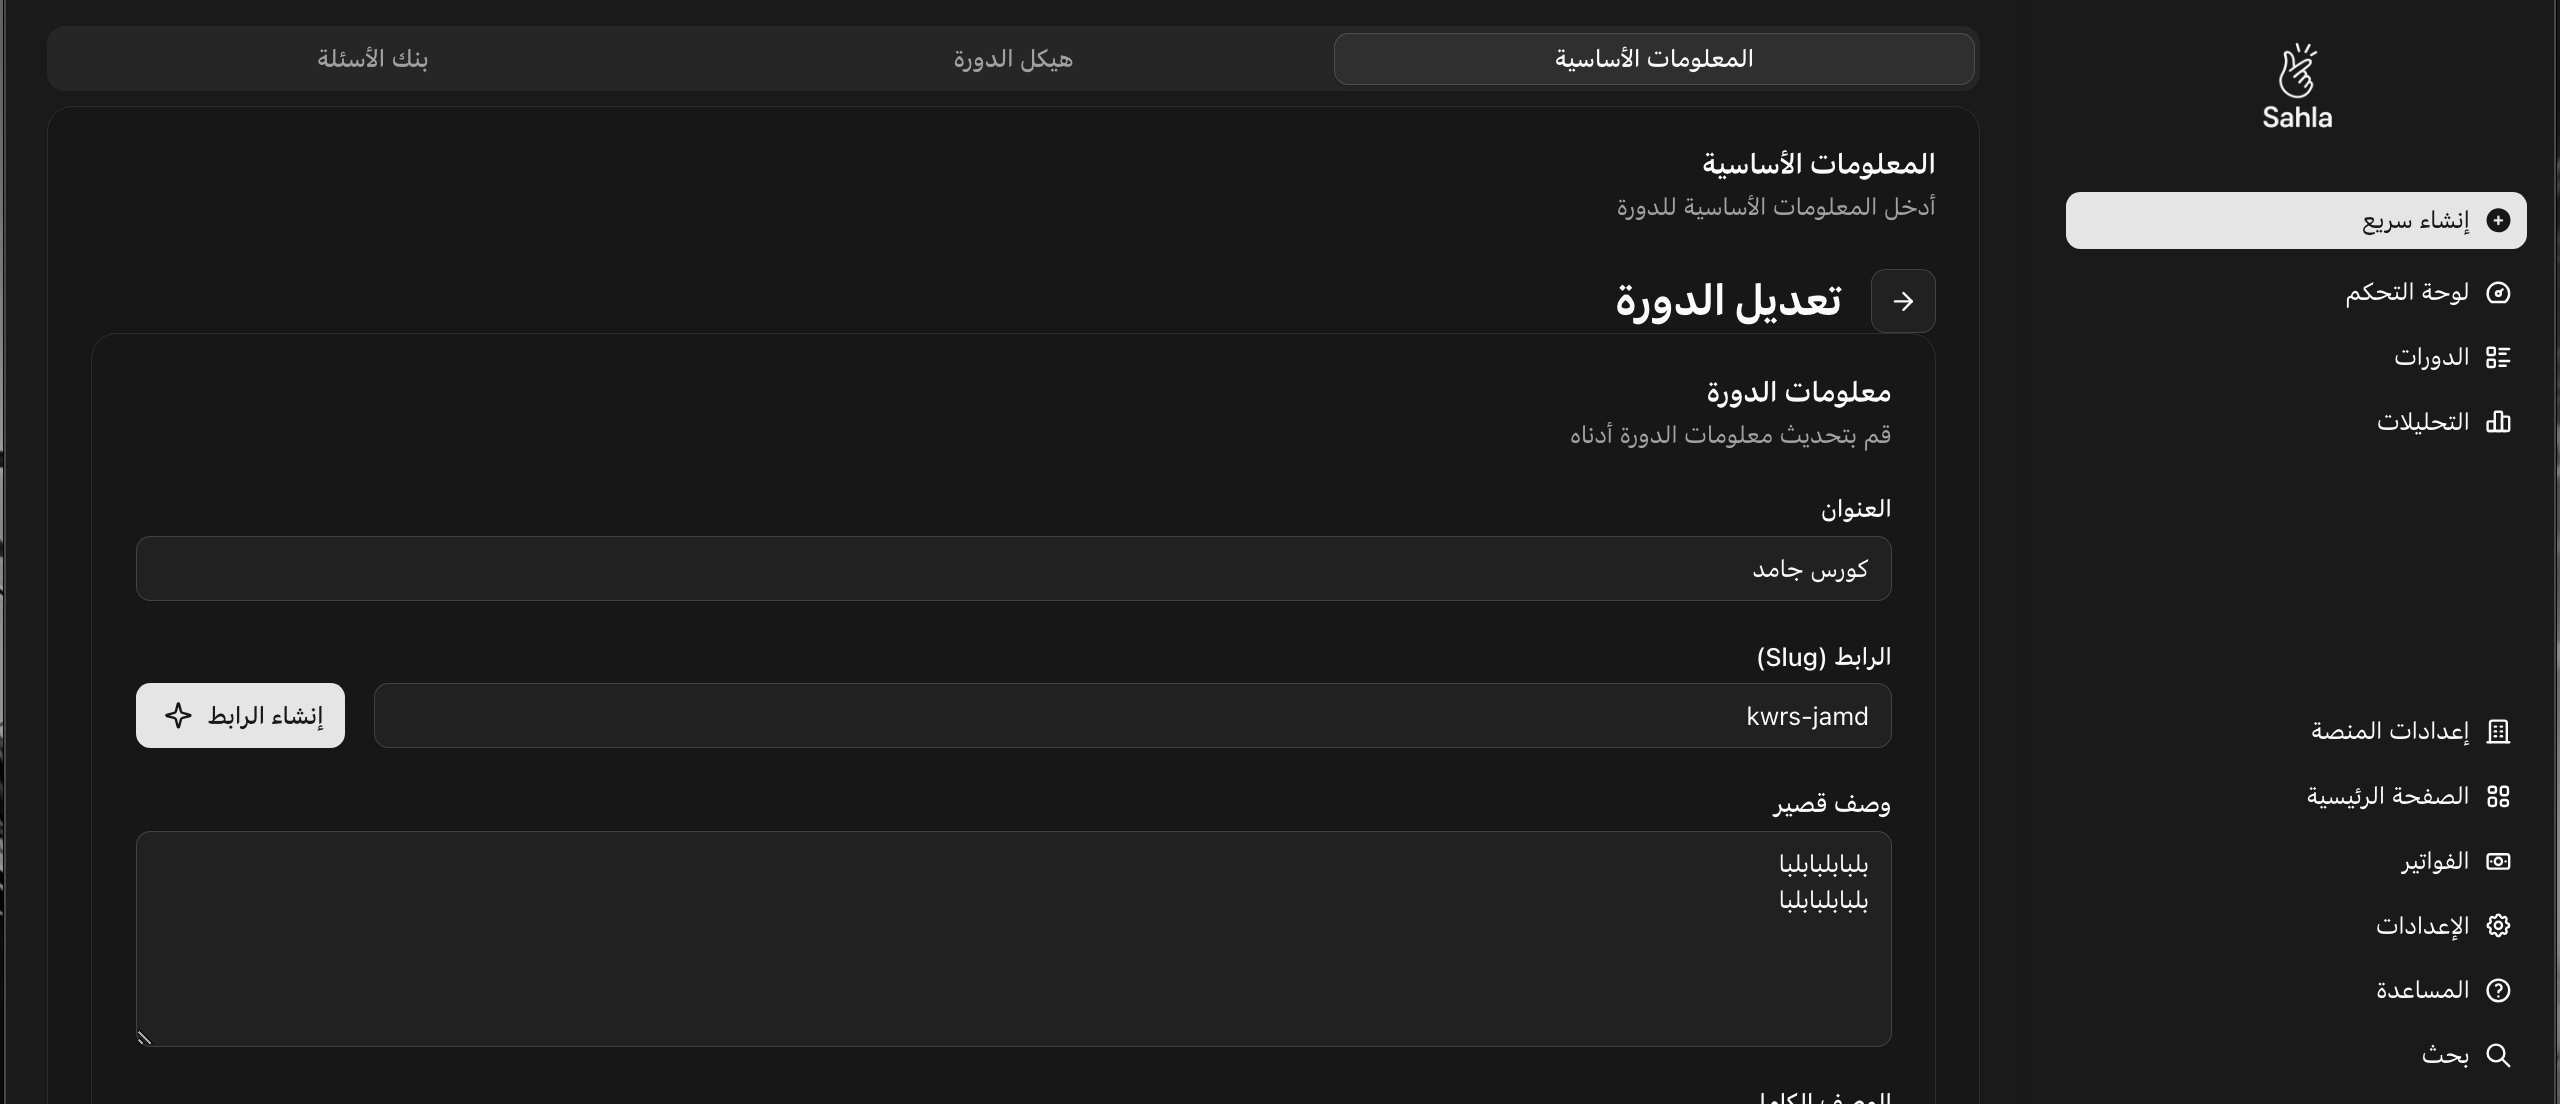 Sahla
إنشاء سريع
لوحة التحكم
الدورات
التحليلات
إعدادات المنصة
الصفحة الرئيسية
الفواتير
الإعدادات
المساعدة
بحث
المعلومات الأساسية
هيكل الدورة
بنك الأسئلة
المعلومات الأساسية
أدخل المعلومات الأساسية للدورة
تعديل الدورة
معلومات الدورة
قم بتحديث معلومات الدورة أدناه
العنوان
كورس جامد
الرابط (Slug)
kwrs-jamd
إنشاء الرابط
وصف قصير
بلبابلبابلبا
بلبابلبابلبا
الوصف الكامل